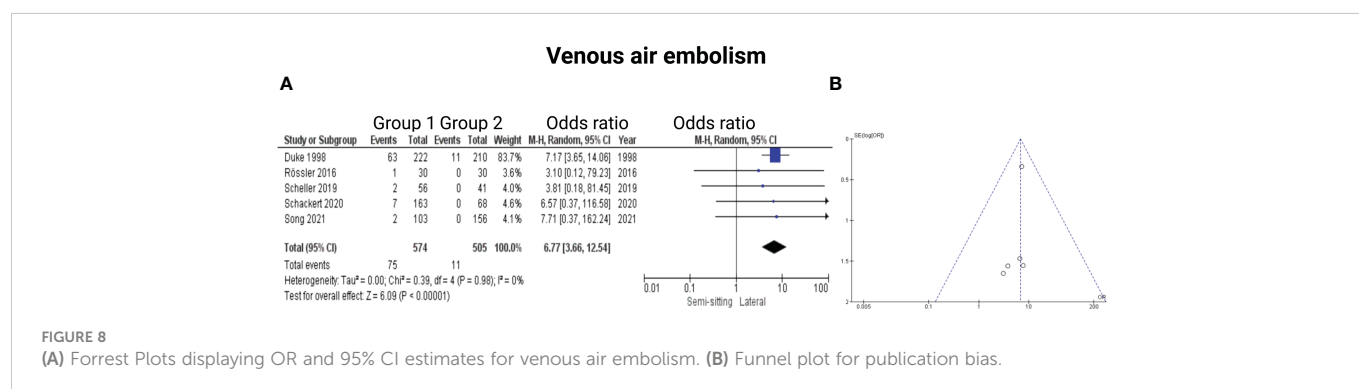 Venous air embolism
A
B
Group 1 Group 2 Odds ratio Odds ratio
Study or Subgroup Events Total Events Total Weight M-H, Random, 95% CI Year M-H, Random, 95% CI
Duke 1998 63 222 11 210 83.7% 7.17 [3.65, 14.06] 1998
Rössler 2016 1 30 0 30 3.6% 3.10 [0.12, 79.23] 2016
Scheller 2019 2 56 0 41 4.0% 3.81 [0.18, 81.45] 2019
Schackert 2020 7 163 0 68 4.6% 6.57 [0.37, 116.58] 2020
Song 2021 2 103 0 156 4.1% 7.71 [0.37, 162.24] 2021
Total (95% CI) 574 505 100.0% 6.77 [3.66, 12.54]
Total events 75 11
Heterogeneity: Tau² = 0.00; Chi² = 0.39, df = 4 (P = 0.98); I² = 0%
Test for overall effect: Z = 6.09 (P < 0.00001)
0.01 0.1 1 10 100
Semi-sitting Lateral
SE(log[OR])
0
0.5
1
1.5
2
OR
0.005 0.1 1 10 200
FIGURE 8
(A) Forrest Plots displaying OR and 95% CI estimates for venous air embolism. (B) Funnel plot for publication bias.